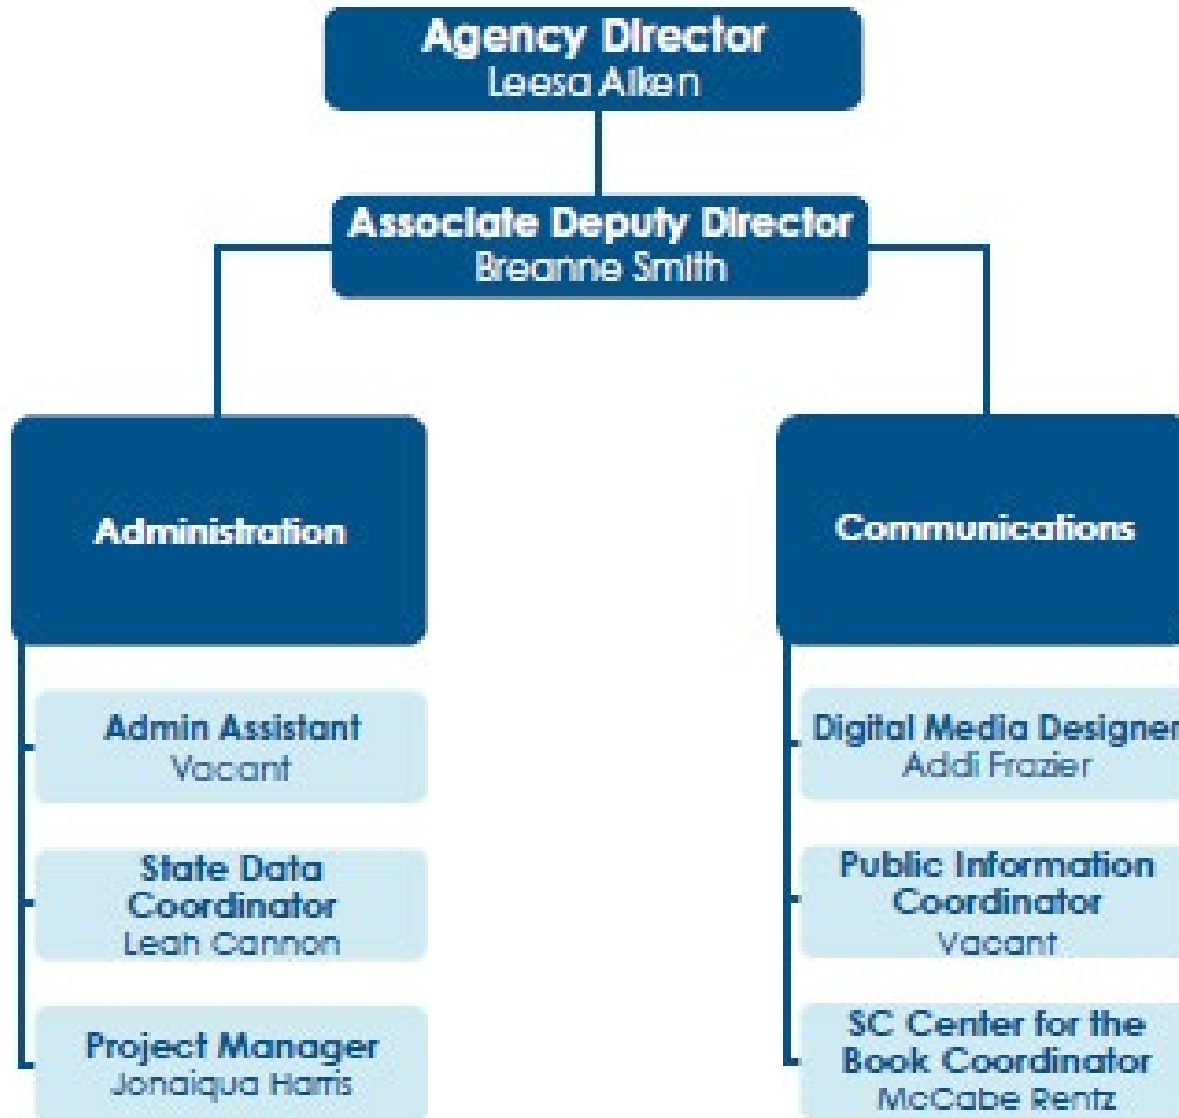 Agency Director
Leesa Aiken
Associate Deputy Director
Breanne Smith
Administration
Admin Assistant
Vacant
State Data
Coordinator
Leah Cannon
Project Manager
Jonaiqua Harris
Communications
Digital Media Designer
Addi Frazier
Public Information
Coordinator
Vacant
SC Center for the
Book Coordinator
McCabe Rentz